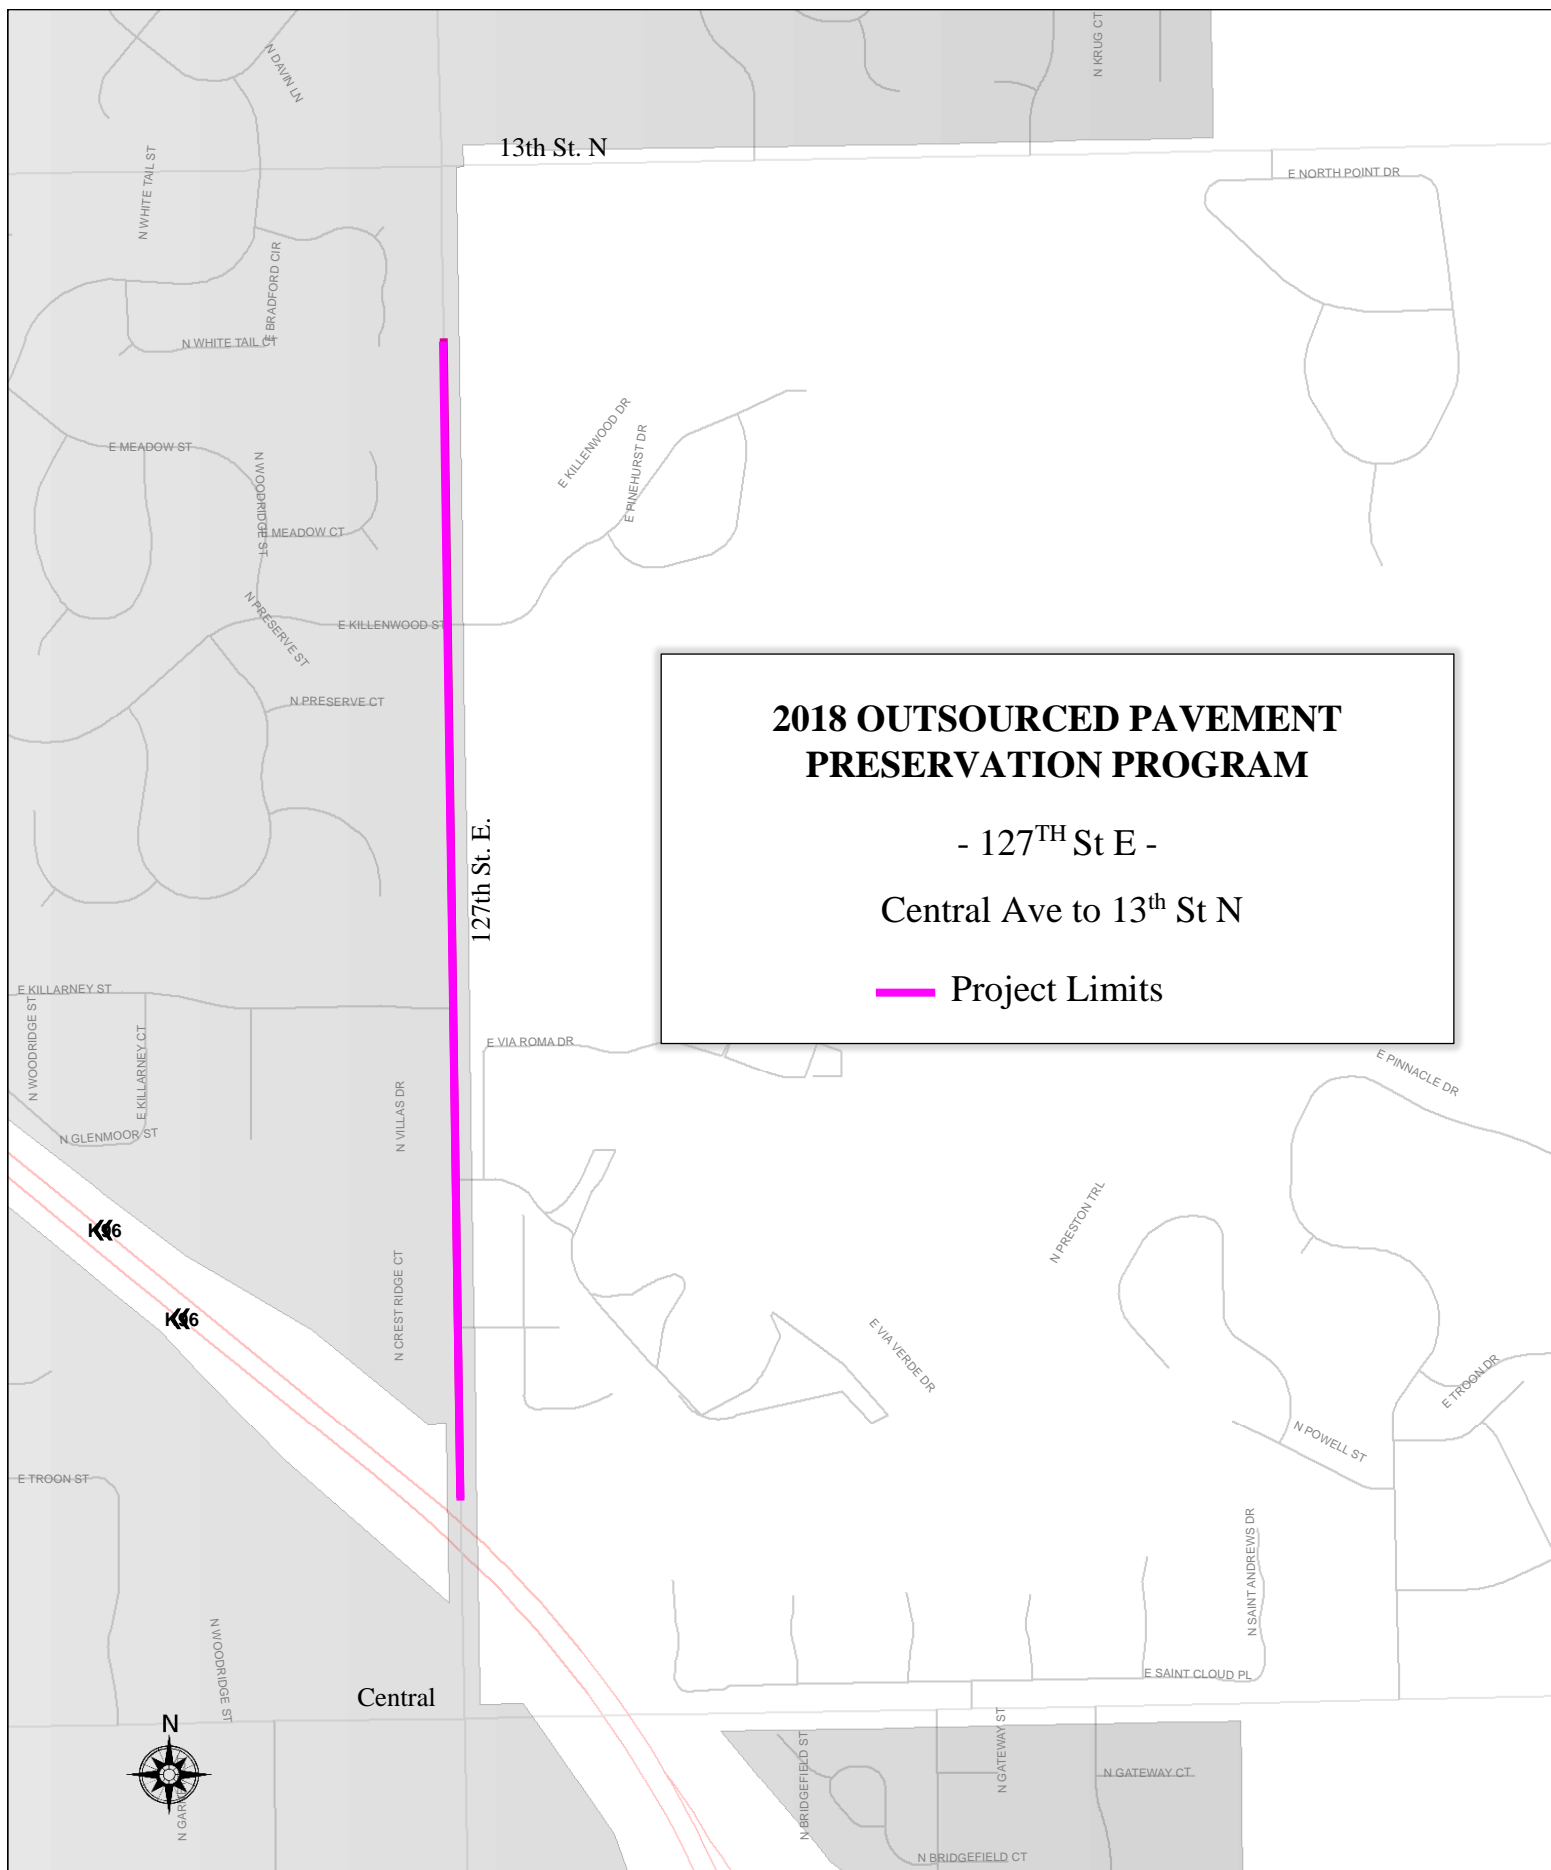 N DAVIN LN
N KRUG CT
13th St. N
N WHITE TAIL ST
E NORTH POINT DR
E BRADFORD CIR
N WHITE TAIL CT
E KILLENWOOD DR
E PINEHURST DR
E MEADOW ST
N WOODRIDGE ST
E MEADOW CT
N PRESERVE ST
E KILLENWOOD ST
N PRESERVE CT
2018 OUTSOURCED PAVEMENT
PRESERVATION PROGRAM
- 127TH St E -
Central Ave to 13th St N
Project Limits
127th St. E.
E KILLARNEY ST
N WOODRIDGE ST
E KILLARNEY CT
N GLENMOOR ST
N VILLAS DR
E VIA ROMA DR
E PINNACLE DR
N PRESTON TRL
K96
K96
N CREST RIDGE CT
E VIA VERDE DR
E TROON DR
N POWELL ST
E TROON ST
N SAINT ANDREWS DR
N WOODRIDGE ST
E SAINT CLOUD PL
Central
N
N BRIDGEFIELD ST
N GATEWAY ST
N GATEWAY CT
N BRIDGEFIELD CT